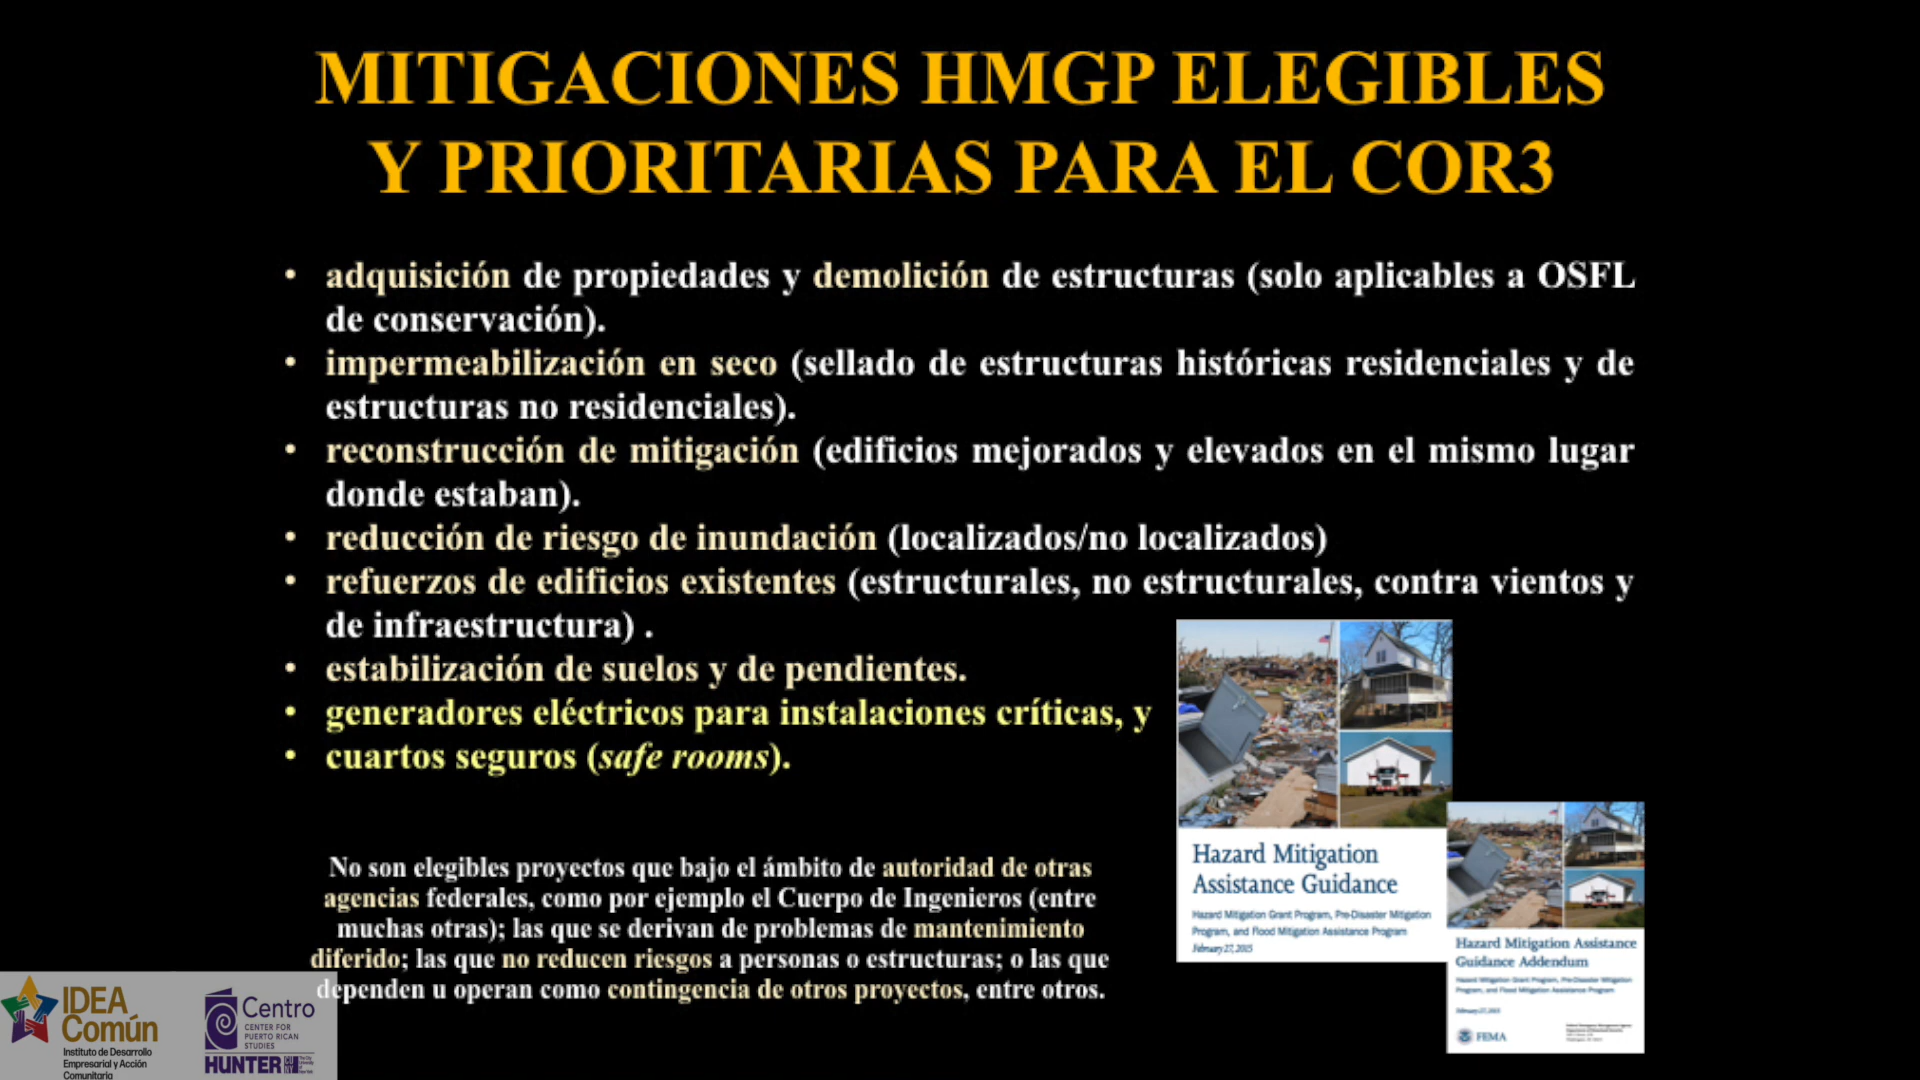 MITIGACIONES HMGP ELEGIBLES
Y PRIORITARIAS PARA EL COR3
• adquisición de propiedades y demolición de estructuras (solo aplicables a OSFL
de conservación).
• impermeabilización en seco (sellado de estructuras históricas residenciales y de
estructuras no residenciales).
• reconstrucción de mitigación (edificios mejorados y elevados en el mismo lugar
donde estaban).
• reducción de riesgo de inundación (localizados/no localizados)
• refuerzos de edificios existentes (estructurales, no estructurales, contra vientos y
de infraestructura) .
• estabilización de suelos y de pendientes.
• generadores eléctricos para instalaciones críticas, y
• cuartos seguros (safe rooms).
No son elegibles proyectos que bajo el ámbito de autoridad de otras
agencias federales, como por ejemplo el Cuerpo de Ingenieros (entre
muchas otras); las que se derivan de problemas de mantenimiento
diferido; las que no reducen riesgos a personas o estructuras; o las que
dependen u operan como contingencia de otros proyectos, entre otros.
Hazard Mitigation
Assistance Guidance
Hazard Mitigation Grant Program, Pre-Disaster Mitigation
Program, and Flood Mitigation Assistance Program
February 27, 2015
Hazard Mitigation Assistance
Guidance Addendum
Hazard Mitigation Grant Program, Pre-Disaster Mitigation
Program, and Flood Mitigation Assistance Program
February 27, 2015
FEMA
IDEA
Común
Instituto de Desarrollo
Empresarial y Acción
Comunitaria
Centro
CENTER FOR
PUERTO RICAN
STUDIES
HUNTER